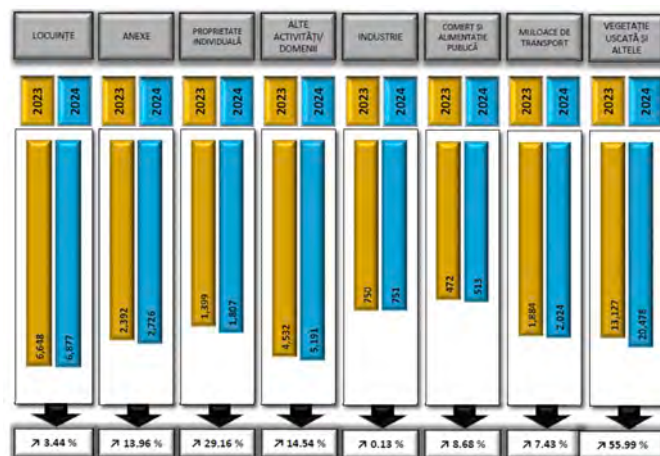 LOCUINȚE
ANEXE
PROPRIETATE
INDIVIDUALĂ
ALTE
ACTIVITĂȚI/
DOMENII
INDUSTRIE
COMERȚ ȘI
ALIMENTAȚIE
PUBLICĂ
MIJLOACE DE
TRANSPORT
VEGETAȚIE
USCATĂ ȘI
ALTELE
2023 2024 2023 2024 2023 2024 2023 2024 2023 2024 2023 2024 2023 2024 2023 2024
6,648 6,877 2,392 2,726 1,399 1,807 4,532 5,191 750 751 472 513 1,884 2,024 13,127 20,478
↗ 3.44 % ↗ 13.96 % ↗ 29.16 % ↗ 14.54 % ↗ 0.13 % ↗ 8.68 % ↗ 7.43 % ↗ 55.99 %